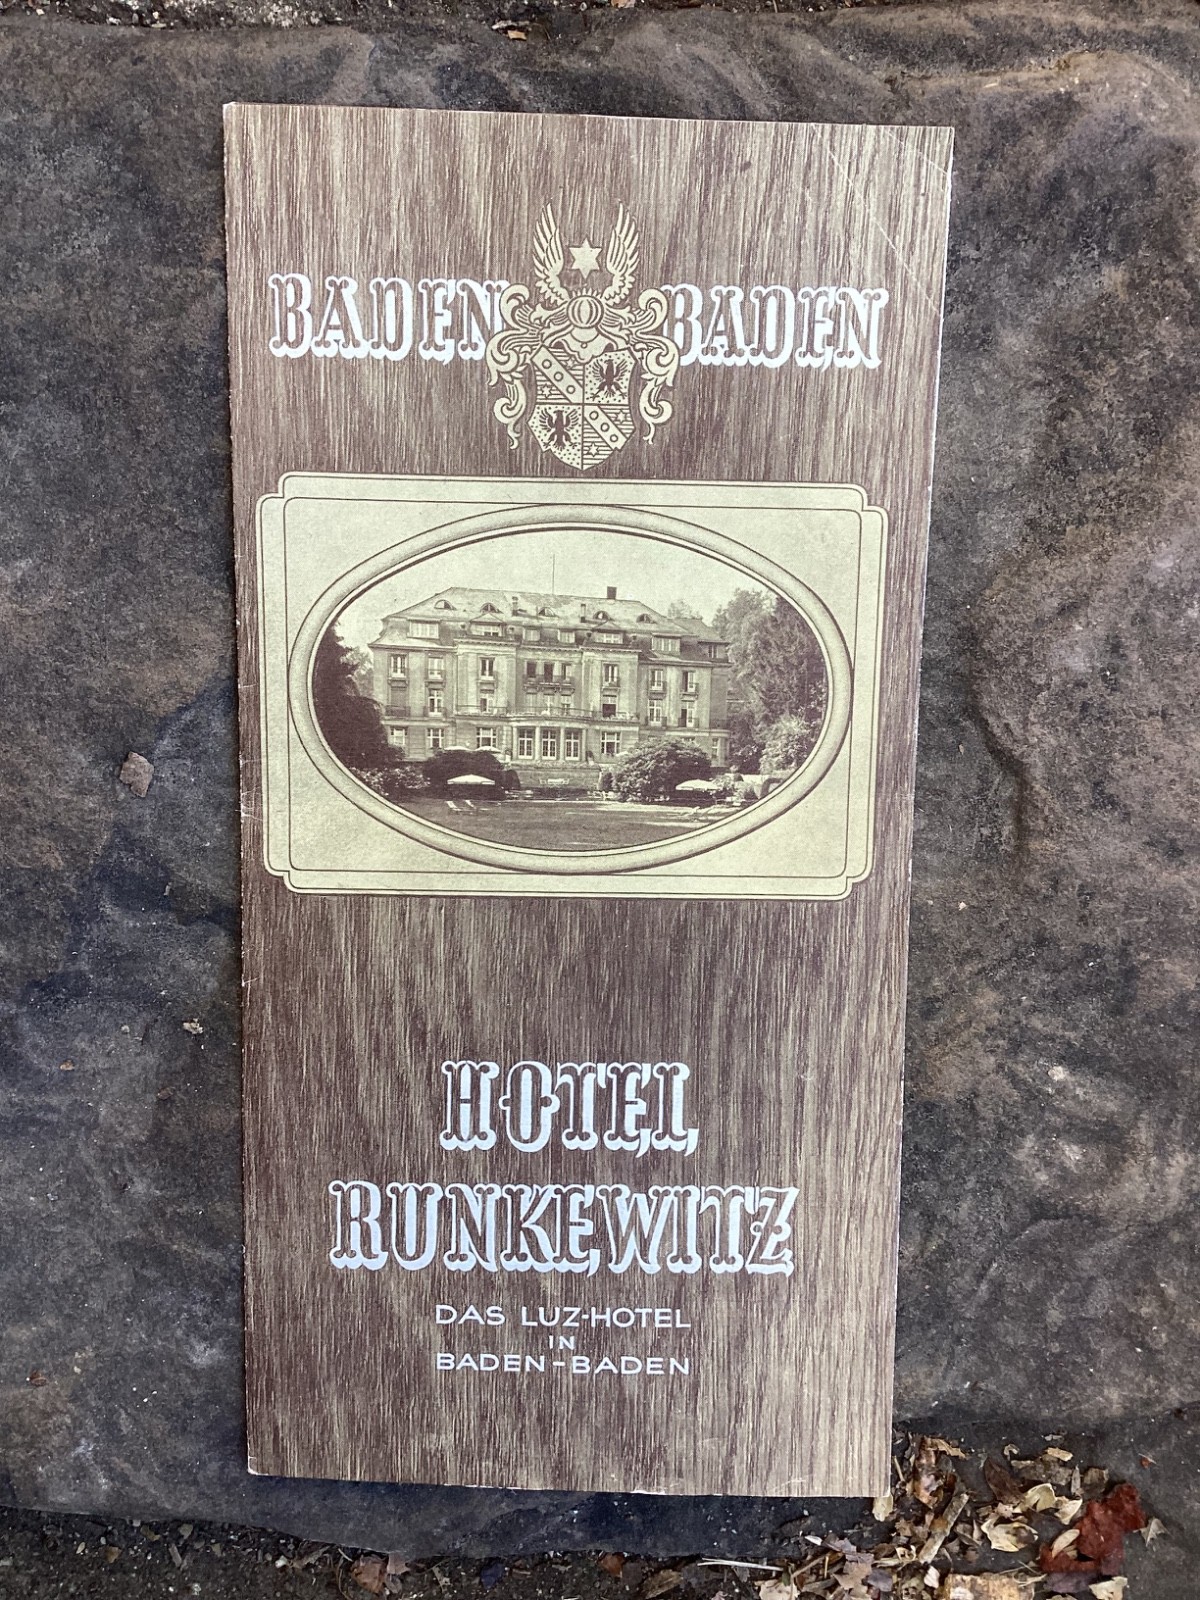 BADEN BADEN
HOTEL
RUNKEWITZ
DAS LUZ-HOTEL
IN
BADEN-BADEN